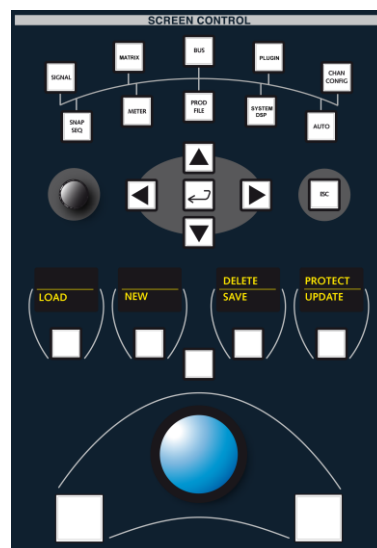 SCREEN CONTROL
BUS
MATRIX
PLUGIN
SIGNAL
CHAN
CONFIG
SNAP
SEQ
METER
PROD
FILE
SYSTEM
DSP
AUTO
ESC
DELETE
PROTECT
LOAD
NEW
SAVE
UPDATE